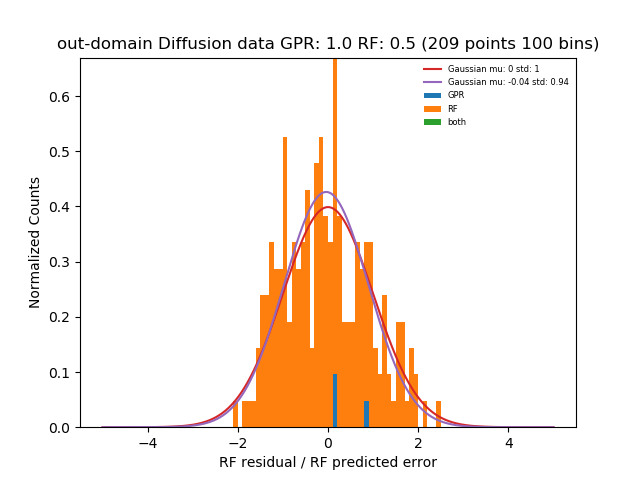 out-domain Diffusion data GPR: 1.0 RF: 0.5 (209 points 100 bins)
Gaussian mu: 0 std: 1
Gaussian mu: -0.04 std: 0.94
GPR
RF
both
Normalized Counts
0.6
0.5
0.4
0.3
0.2
0.1
0.0
−4 −2 0 2 4
RF residual / RF predicted error